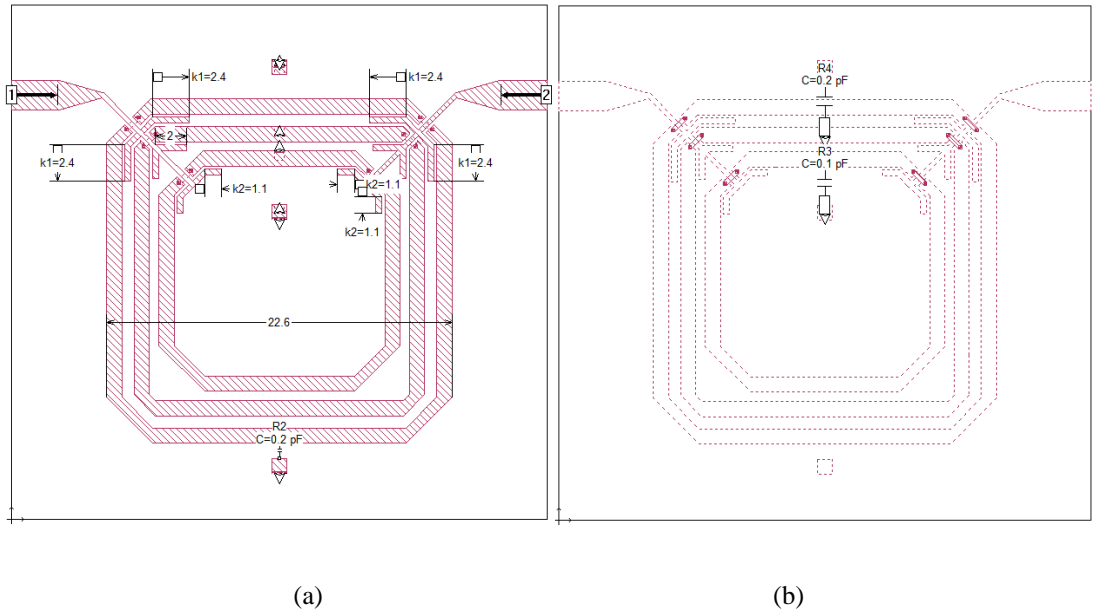 k1=2.4
k1=2.4
1
2
2
k1=2.4
k1=2.4
k2=1.1
k2=1.1
k2=1.1
22.6
R2
C=0.2 pF
R4
C=0.2 pF
R3
C=0.1 pF
(a)
(b)